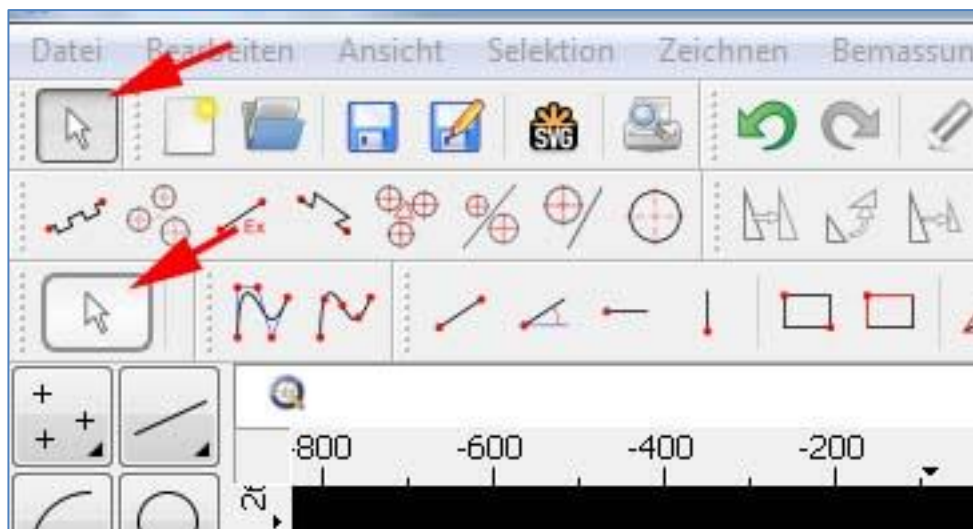 Datei Bearbeiten Ansicht Selektion Zeichnen Bemassun
SVG
Ex
-800 -600 -400 -200